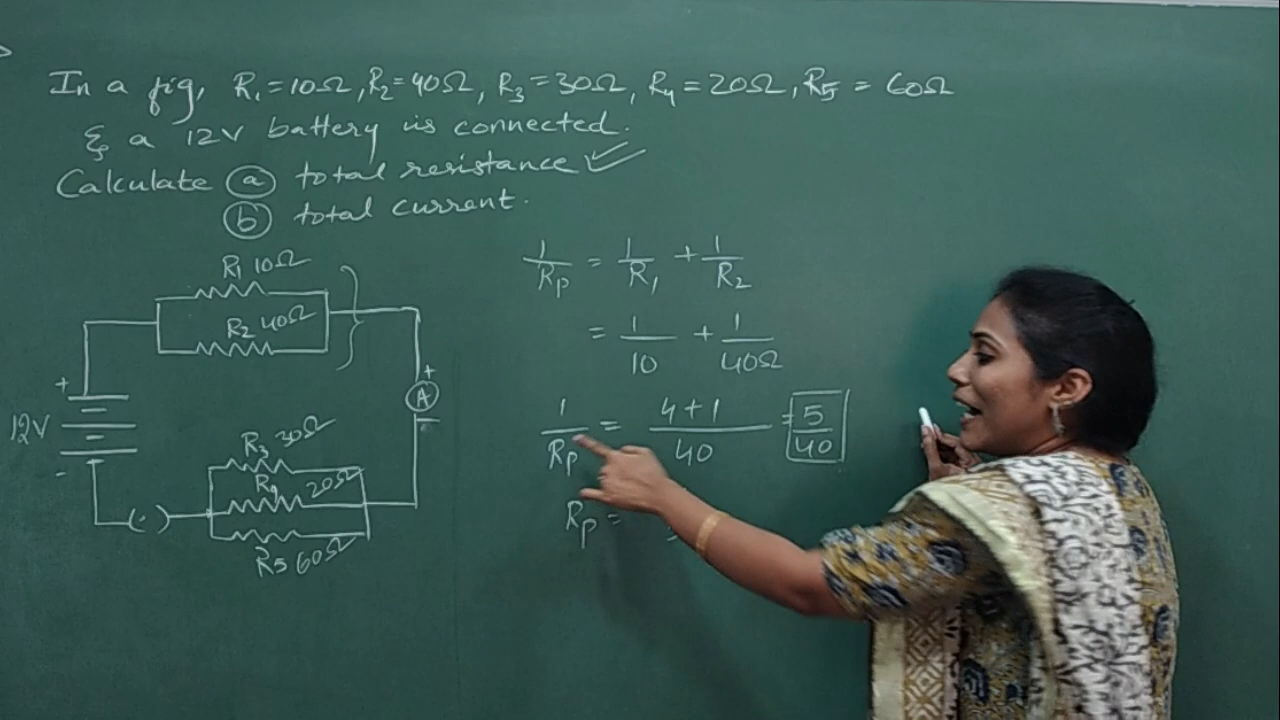 In a fig, R₁=10Ω, R₂=40Ω, R₃=30Ω, R₄=20Ω, R5 = 60Ω
& a 12V battery is connected.
Calculate (a) total resistance ✓
(b) total current.
R₁ 10Ω
R₂ 40Ω
+
12V
-
R₃ 30Ω
R₄ 20Ω
R5 60Ω
(·)
+
A
-
1/Rp = 1/R₁ + 1/R₂
= 1/10 + 1/40Ω
1/Rp = 4+1/40 = 5/40
Rp =